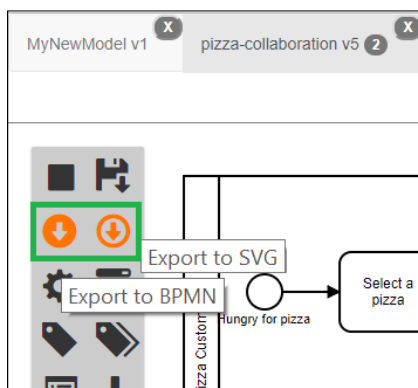 X
X
MyNewModel v1
pizza-collaboration v5 2
Export to SVG
Export to BPMN
Hungry for pizza
Select a
pizza
Pizza Custom